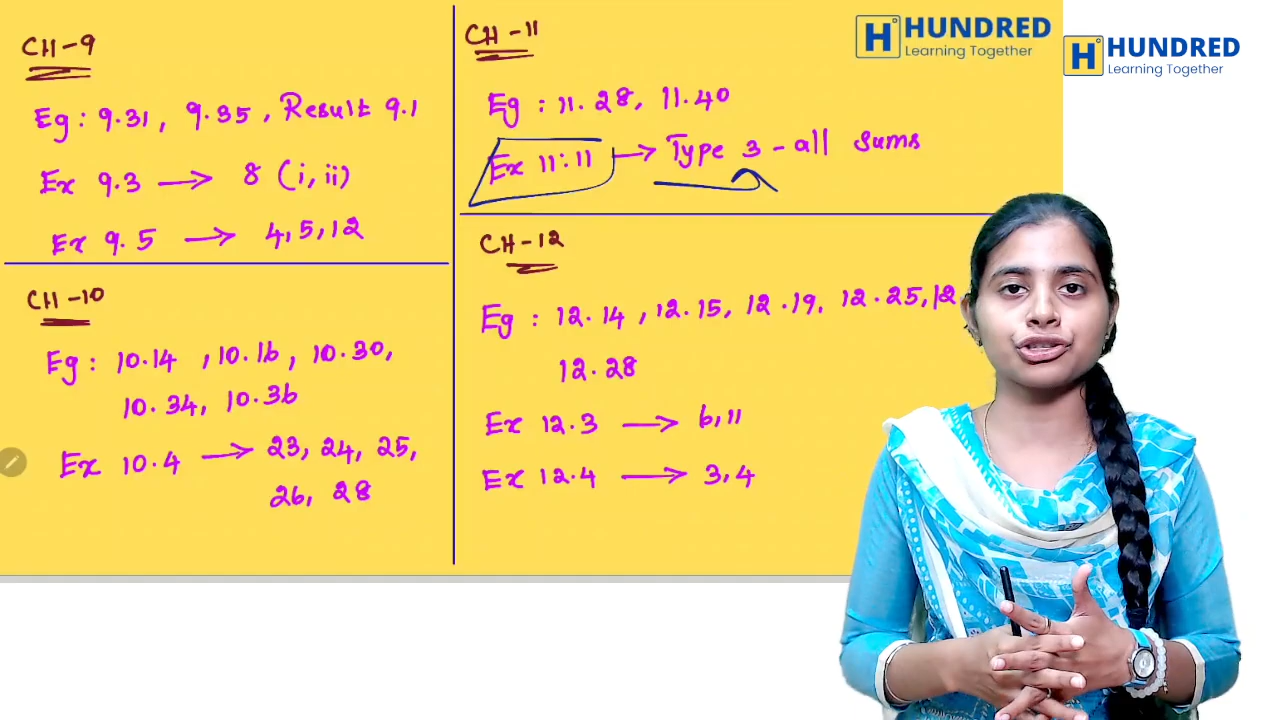 CH-9
Eg: 9.31, 9.35, Result 9.1
Ex 9.3 → 8 (i, ii)
Ex 9.5 → 4, 5, 12
CH-10
Eg: 10.14, 10.16, 10.30,
10.34, 10.36
Ex 10.4 → 23, 24, 25,
26, 28
CH-11
Eg: 11.28, 11.40
Ex 11:11 → Type 3 - all sums
CH-12
Eg: 12.14, 12.15, 12.19, 12.25, 12
12.28
Ex 12.3 → 6, 11
Ex 12.4 → 3, 4
H HUNDRED
Learning Together
H HUNDRED
Learning Together